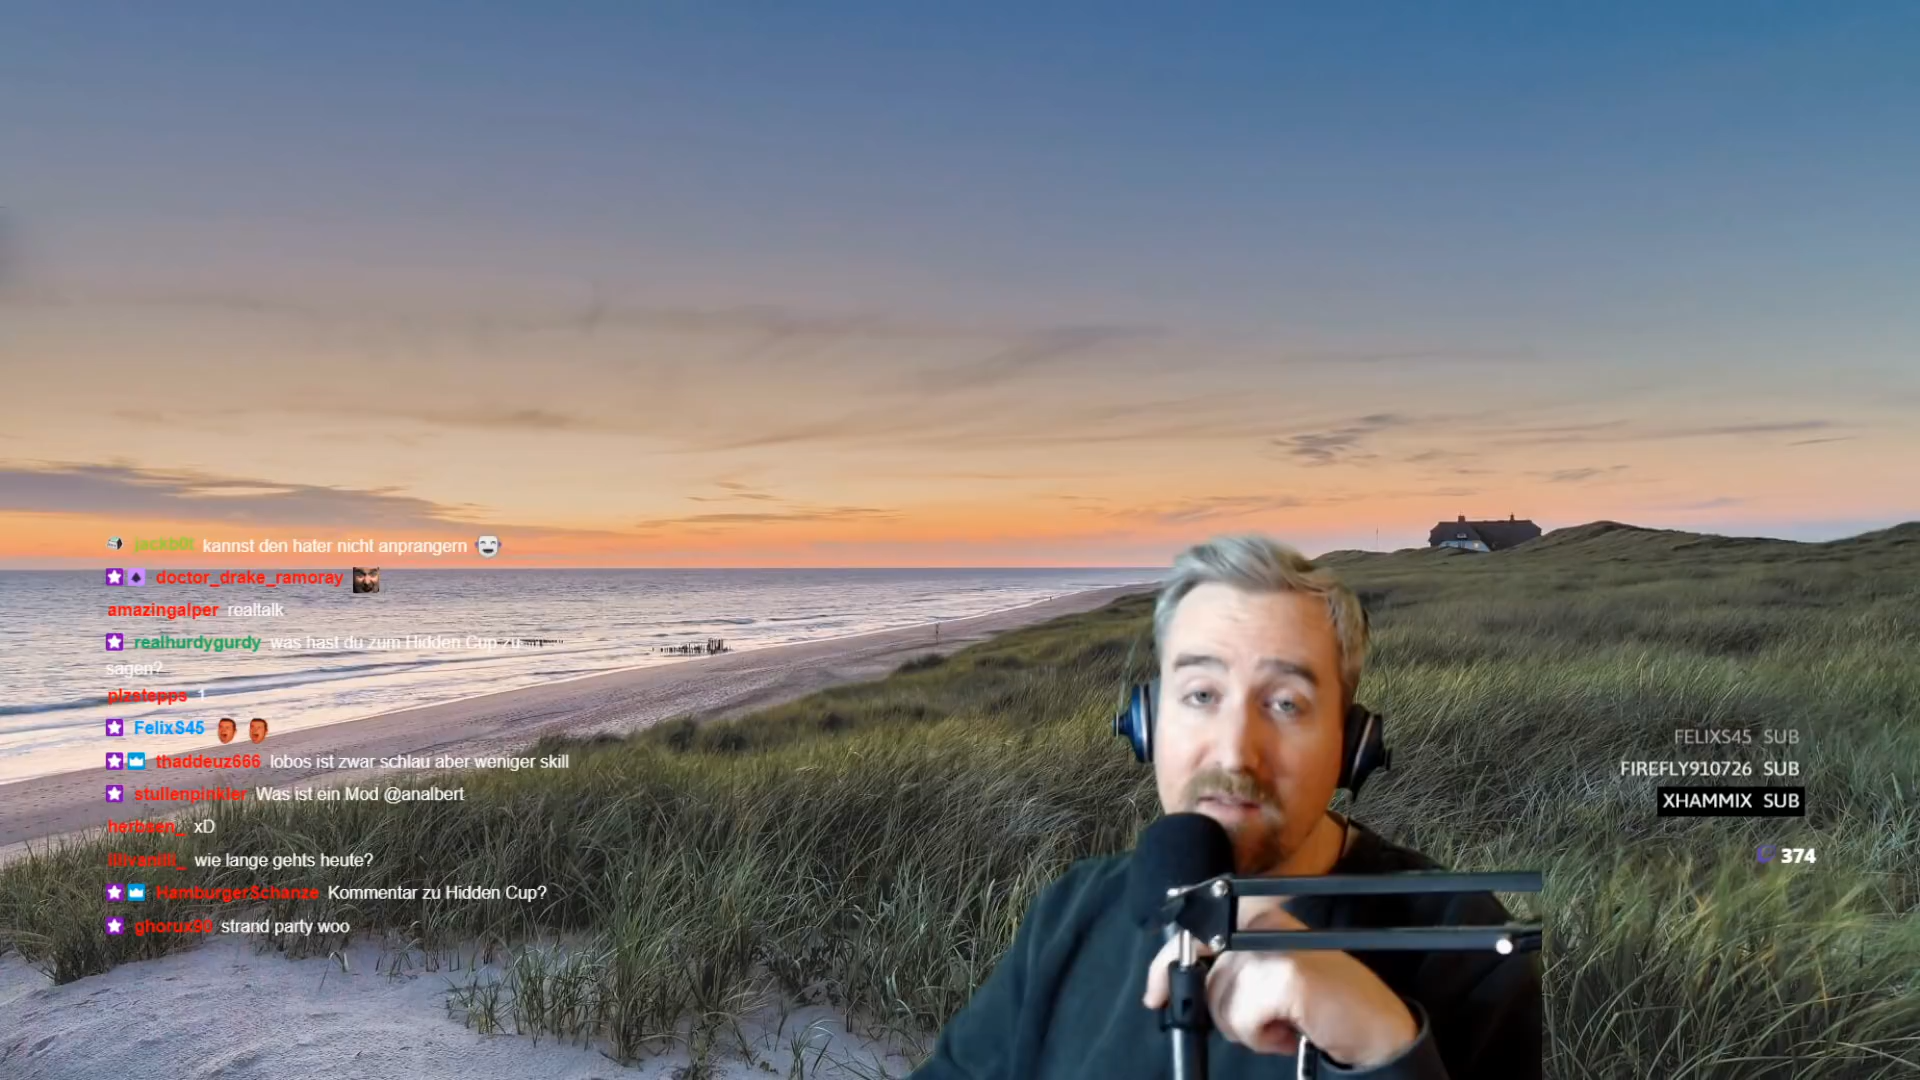 jackb0t kannst den hater nicht anprangern
doctor_drake_ramoray
amazingalper realtalk
realhurdygurdy was hast du zum Hidden Cup zu
sagen?
plzstepps 1
FelixS45
thaddeuz666 lobos ist zwar schlau aber weniger skill
stullenpinkler Was ist ein Mod @analbert
herbsen_ xD
wie lange gehts heute?
HamburgerSchanze Kommentar zu Hidden Cup?
ghorux90 strand party woo
FELIXS45 SUB
FIREFLY910726 SUB
XHAMMIX SUB
374